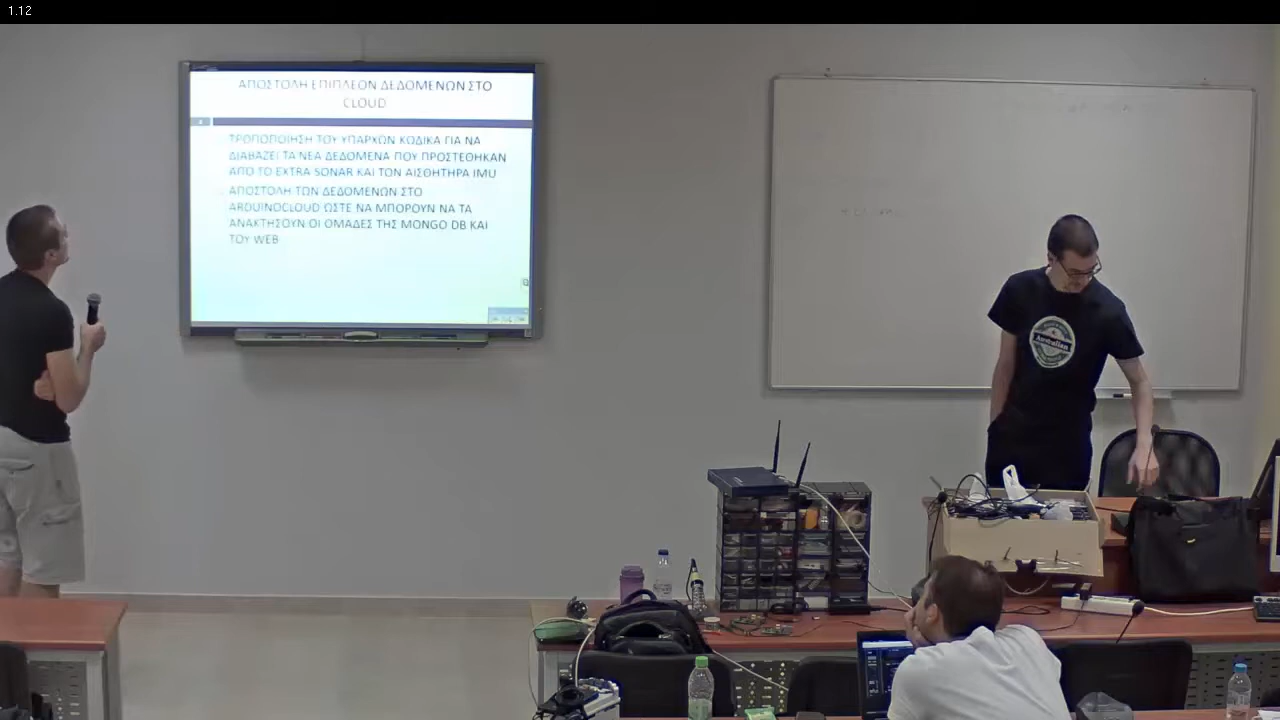 1.12
ΑΠΟΣΤΟΛΗ ΕΠΙΠΛΕΟΝ ΔΕΔΟΜΕΝΩΝ ΣΤΟ
CLOUD
ΤΡΟΠΟΠΟΙΗΣΗ ΤΟΥ ΥΠΑΡΧΩΝ ΚΩΔΙΚΑ ΓΙΑ ΝΑ
ΔΙΑΒΑΖΕΙ ΤΑ ΝΕΑ ΔΕΔΟΜΕΝΑ ΠΟΥ ΠΡΟΣΤΕΘΗΚΑΝ
ΑΠΟ ΤΟ EXTRA SONAR ΚΑΙ ΤΟΝ ΑΙΣΘΗΤΗΡΑ IMU
ΑΠΟΣΤΟΛΗ ΤΩΝ ΔΕΔΟΜΕΝΩΝ ΣΤΟ
ARDUINOCLOUD ΩΣΤΕ ΝΑ ΜΠΟΡΟΥΝ ΝΑ ΤΑ
ΑΝΑΚΤΗΣΟΥΝ ΟΙ ΟΜΑΔΕΣ ΤΗΣ MONGO DB ΚΑΙ
ΤΟΥ WEB
Australian